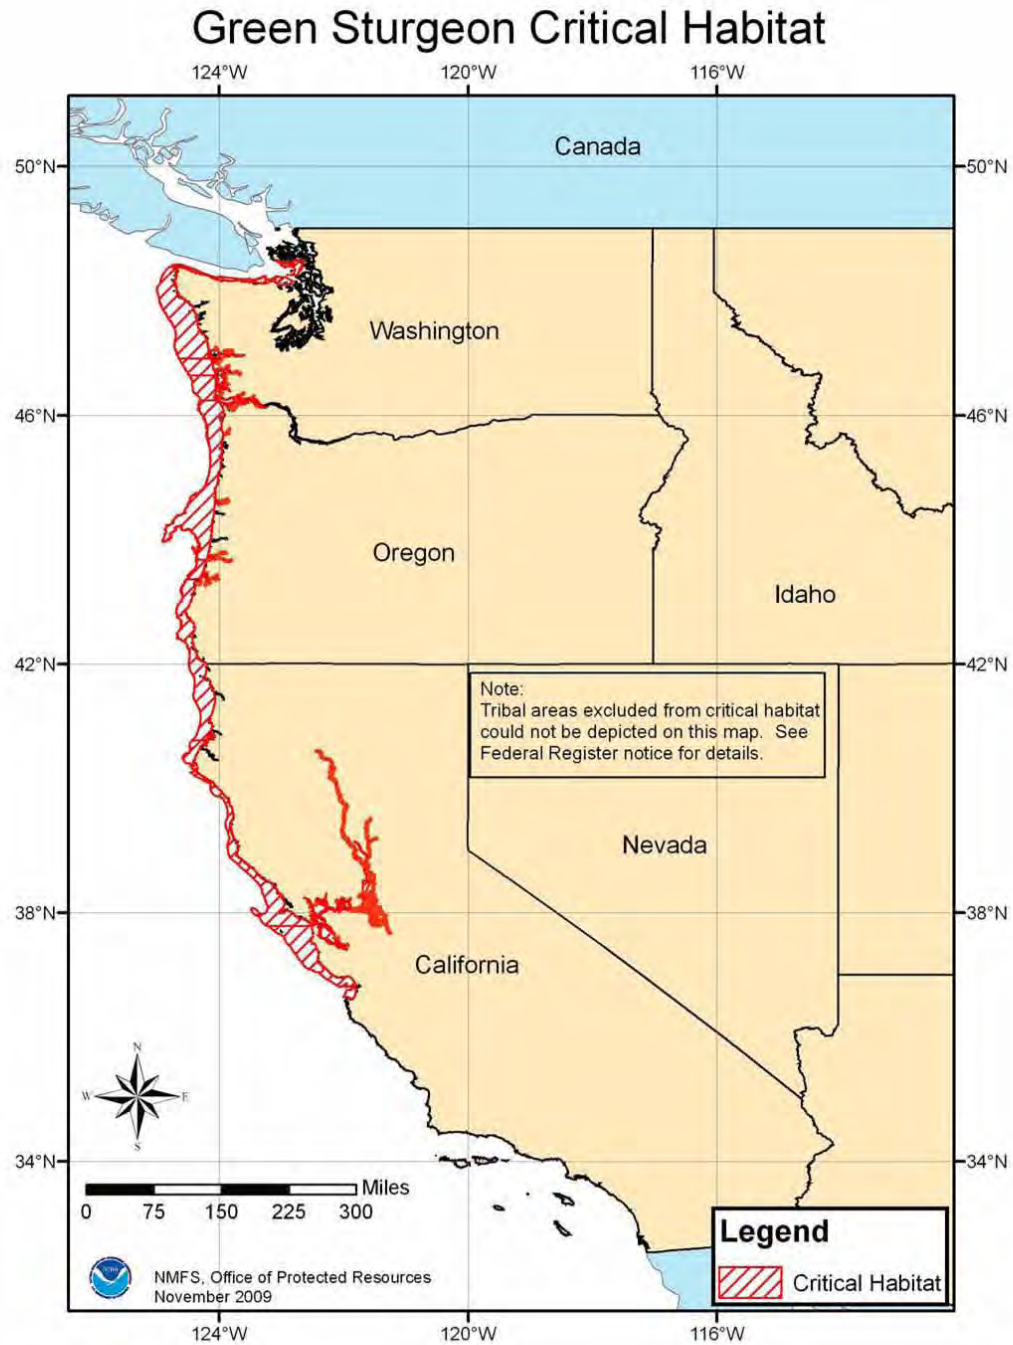 Green Sturgeon Critical Habitat
124°W 120°W 116°W
50°N 50°N
Canada
Washington
46°N 46°N
Oregon
Idaho
42°N 42°N
Note:
Tribal areas excluded from critical habitat
could not be depicted on this map. See
Federal Register notice for details.
Nevada
38°N 38°N
California
N
W E
S
34°N 34°N
Miles
0 75 150 225 300
Legend
Critical Habitat
NMFS, Office of Protected Resources
November 2009
124°W 120°W 116°W